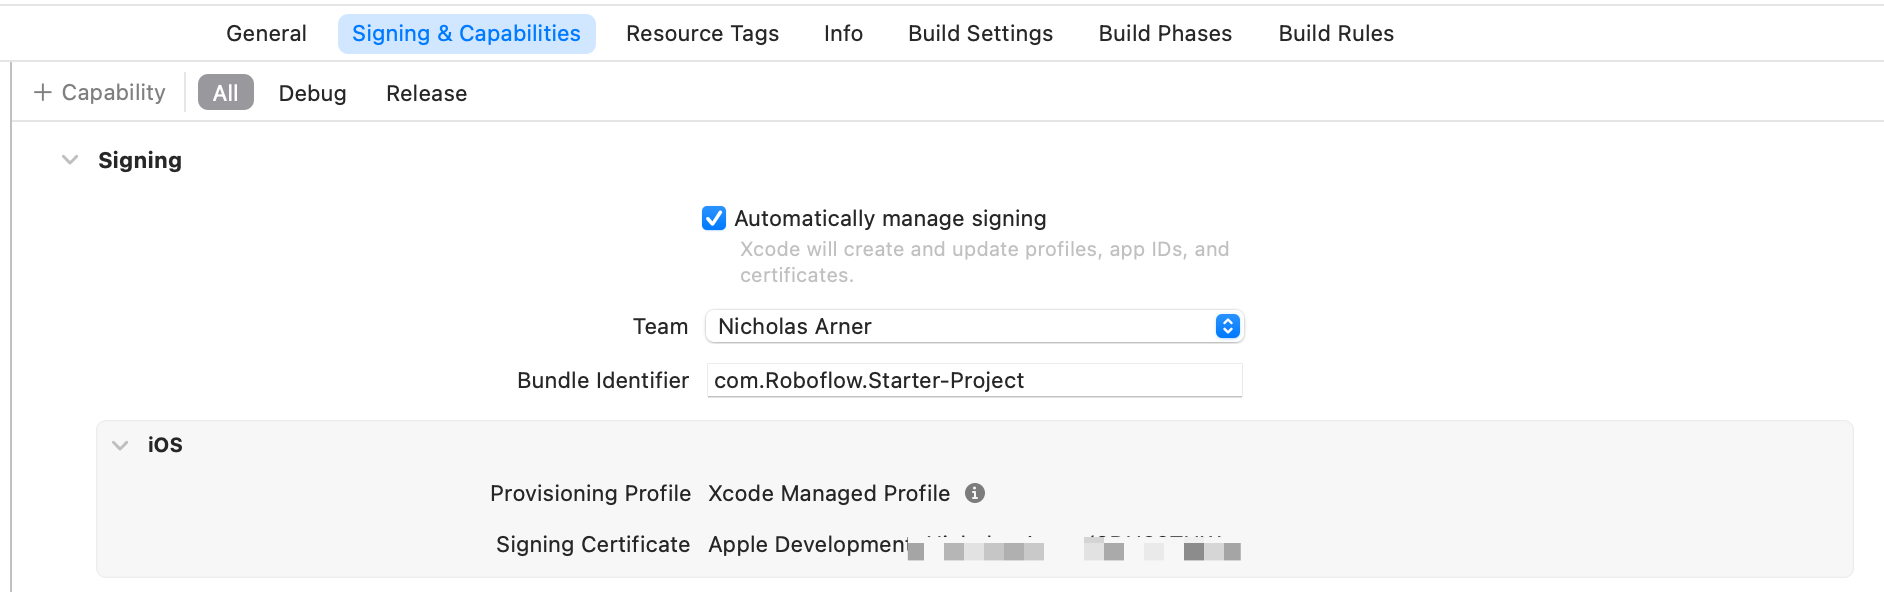 General Signing & Capabilities Resource Tags Info Build Settings Build Phases Build Rules
+ Capability All Debug Release
Signing
Automatically manage signing
Xcode will create and update profiles, app IDs, and
certificates.
Team Nicholas Arner
Bundle Identifier com.Roboflow.Starter-Project
iOS
Provisioning Profile Xcode Managed Profile
Signing Certificate Apple Development